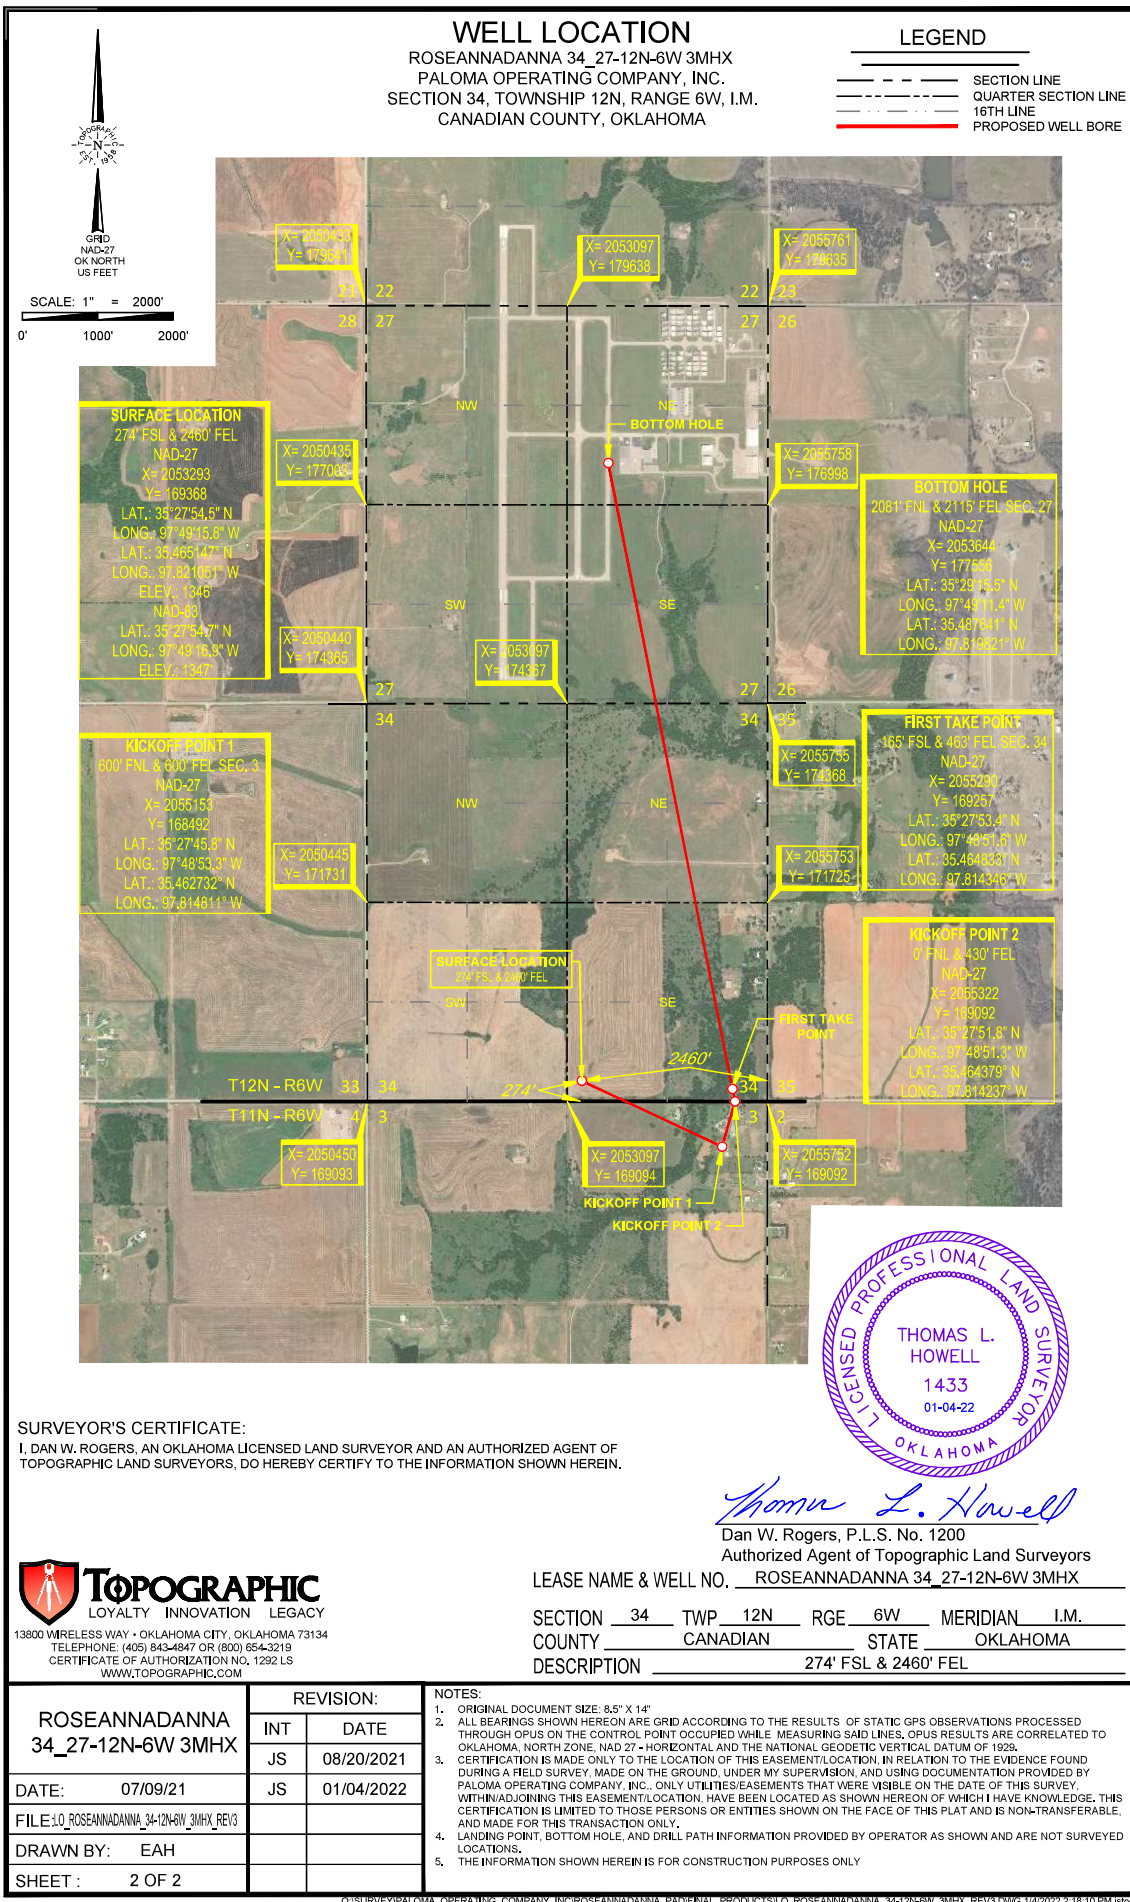 WELL LOCATION
ROSEANNADANNA 34_27-12N-6W 3MHX
PALOMA OPERATING COMPANY, INC.
SECTION 34, TOWNSHIP 12N, RANGE 6W, I.M.
CANADIAN COUNTY, OKLAHOMA
LEGEND
SECTION LINE
QUARTER SECTION LINE
16TH LINE
PROPOSED WELL BORE
TOPOGRAPHIC
N
EST. 1958
GRID
NAD-27
OK NORTH
US FEET
SCALE: 1" = 2000'
0' 1000' 2000'
X= 2050433
Y= 179641
X= 2053097
Y= 179638
X= 2055761
Y= 179635
21 22
28 27
22 23
27 26
NW
NE
BOTTOM HOLE
SURFACE LOCATION
274' FSL & 2460' FEL
NAD-27
X= 2053293
Y= 169368
LAT.: 35°27'54.5" N
LONG.: 97°49'15.8" W
LAT.: 35.465147° N
LONG.: 97.821051° W
ELEV.: 1346'
NAD-83
LAT.: 35°27'54.7" N
LONG.: 97°49'16.9" W
ELEV.: 1347'
X= 2050435
Y= 177003
X= 2055758
Y= 176998
BOTTOM HOLE
2081' FNL & 2115' FEL SEC. 27
NAD-27
X= 2053644
Y= 177556
LAT.: 35°29'15.5" N
LONG.: 97°49'11.4" W
LAT.: 35.487641° N
LONG.: 97.819821° W
SW
SE
X= 2050440
Y= 174365
X= 2053097
Y= 174367
27
34
27 26
34 35
X= 2055755
Y= 174368
KICKOFF POINT 1
600' FNL & 600' FEL SEC. 3
NAD-27
X= 2055153
Y= 168492
LAT.: 35°27'45.8" N
LONG.: 97°48'53.3" W
LAT.: 35.462732° N
LONG.: 97.814811° W
FIRST TAKE POINT
165' FSL & 463' FEL SEC. 34
NAD-27
X= 2055290
Y= 169257
LAT.: 35°27'53.4" N
LONG.: 97°48'51.6" W
LAT.: 35.464833° N
LONG.: 97.814346° W
NW
NE
X= 2050445
Y= 171731
X= 2055753
Y= 171725
KICKOFF POINT 2
0' FNL & 430' FEL
NAD-27
X= 2055322
Y= 169092
LAT.: 35°27'51.8" N
LONG.: 97°48'51.3" W
LAT.: 35.464379° N
LONG.: 97.814237° W
SURFACE LOCATION
274' FSL & 2460' FEL
SW
SE
FIRST TAKE
POINT
2460'
274'
T12N - R6W 33 34
34 35
T11N - R6W 4 3
3 2
X= 2050450
Y= 169093
X= 2053097
Y= 169094
X= 2055752
Y= 169092
KICKOFF POINT 1
KICKOFF POINT 2
LICENSED PROFESSIONAL LAND SURVEYOR
THOMAS L.
HOWELL
1433
01-04-22
OKLAHOMA
SURVEYOR'S CERTIFICATE:
I, DAN W. ROGERS, AN OKLAHOMA LICENSED LAND SURVEYOR AND AN AUTHORIZED AGENT OF
TOPOGRAPHIC LAND SURVEYORS, DO HEREBY CERTIFY TO THE INFORMATION SHOWN HEREIN.
Thomas L. Howell
Dan W. Rogers, P.L.S. No. 1200
Authorized Agent of Topographic Land Surveyors
TOPOGRAPHIC
LOYALTY INNOVATION LEGACY
13800 WIRELESS WAY • OKLAHOMA CITY, OKLAHOMA 73134
TELEPHONE: (405) 843-4847 OR (800) 654-3219
CERTIFICATE OF AUTHORIZATION NO. 1292 LS
WWW.TOPOGRAPHIC.COM
LEASE NAME & WELL NO. ROSEANNADANNA 34_27-12N-6W 3MHX
SECTION 34 TWP 12N RGE 6W MERIDIAN I.M.
COUNTY CANADIAN STATE OKLAHOMA
DESCRIPTION 274' FSL & 2460' FEL
ROSEANNADANNA
34_27-12N-6W 3MHX
DATE: 07/09/21
FILE:LO_ROSEANNADANNA_34-12N-6W_3MHX_REV3
DRAWN BY: EAH
SHEET : 2 OF 2
REVISION:
INT DATE
JS 08/20/2021
JS 01/04/2022
NOTES:
1. ORIGINAL DOCUMENT SIZE: 8.5" X 14"
2. ALL BEARINGS SHOWN HEREON ARE GRID ACCORDING TO THE RESULTS OF STATIC GPS OBSERVATIONS PROCESSED
THROUGH OPUS ON THE CONTROL POINT OCCUPIED WHILE MEASURING SAID LINES. OPUS RESULTS ARE CORRELATED TO
OKLAHOMA, NORTH ZONE, NAD 27 - HORIZONTAL AND THE NATIONAL GEODETIC VERTICAL DATUM OF 1929.
3. CERTIFICATION IS MADE ONLY TO THE LOCATION OF THIS EASEMENT/LOCATION, IN RELATION TO THE EVIDENCE FOUND
DURING A FIELD SURVEY, MADE ON THE GROUND, UNDER MY SUPERVISION, AND USING DOCUMENTATION PROVIDED BY
PALOMA OPERATING COMPANY, INC.. ONLY UTILITIES/EASEMENTS THAT WERE VISIBLE ON THE DATE OF THIS SURVEY,
WITHIN/ADJOINING THIS EASEMENT/LOCATION, HAVE BEEN LOCATED AS SHOWN HEREON OF WHICH I HAVE KNOWLEDGE. THIS
CERTIFICATION IS LIMITED TO THOSE PERSONS OR ENTITIES SHOWN ON THE FACE OF THIS PLAT AND IS NON-TRANSFERABLE,
AND MADE FOR THIS TRANSACTION ONLY.
4. LANDING POINT, BOTTOM HOLE, AND DRILL PATH INFORMATION PROVIDED BY OPERATOR AS SHOWN AND ARE NOT SURVEYED
LOCATIONS.
5. THE INFORMATION SHOWN HEREIN IS FOR CONSTRUCTION PURPOSES ONLY